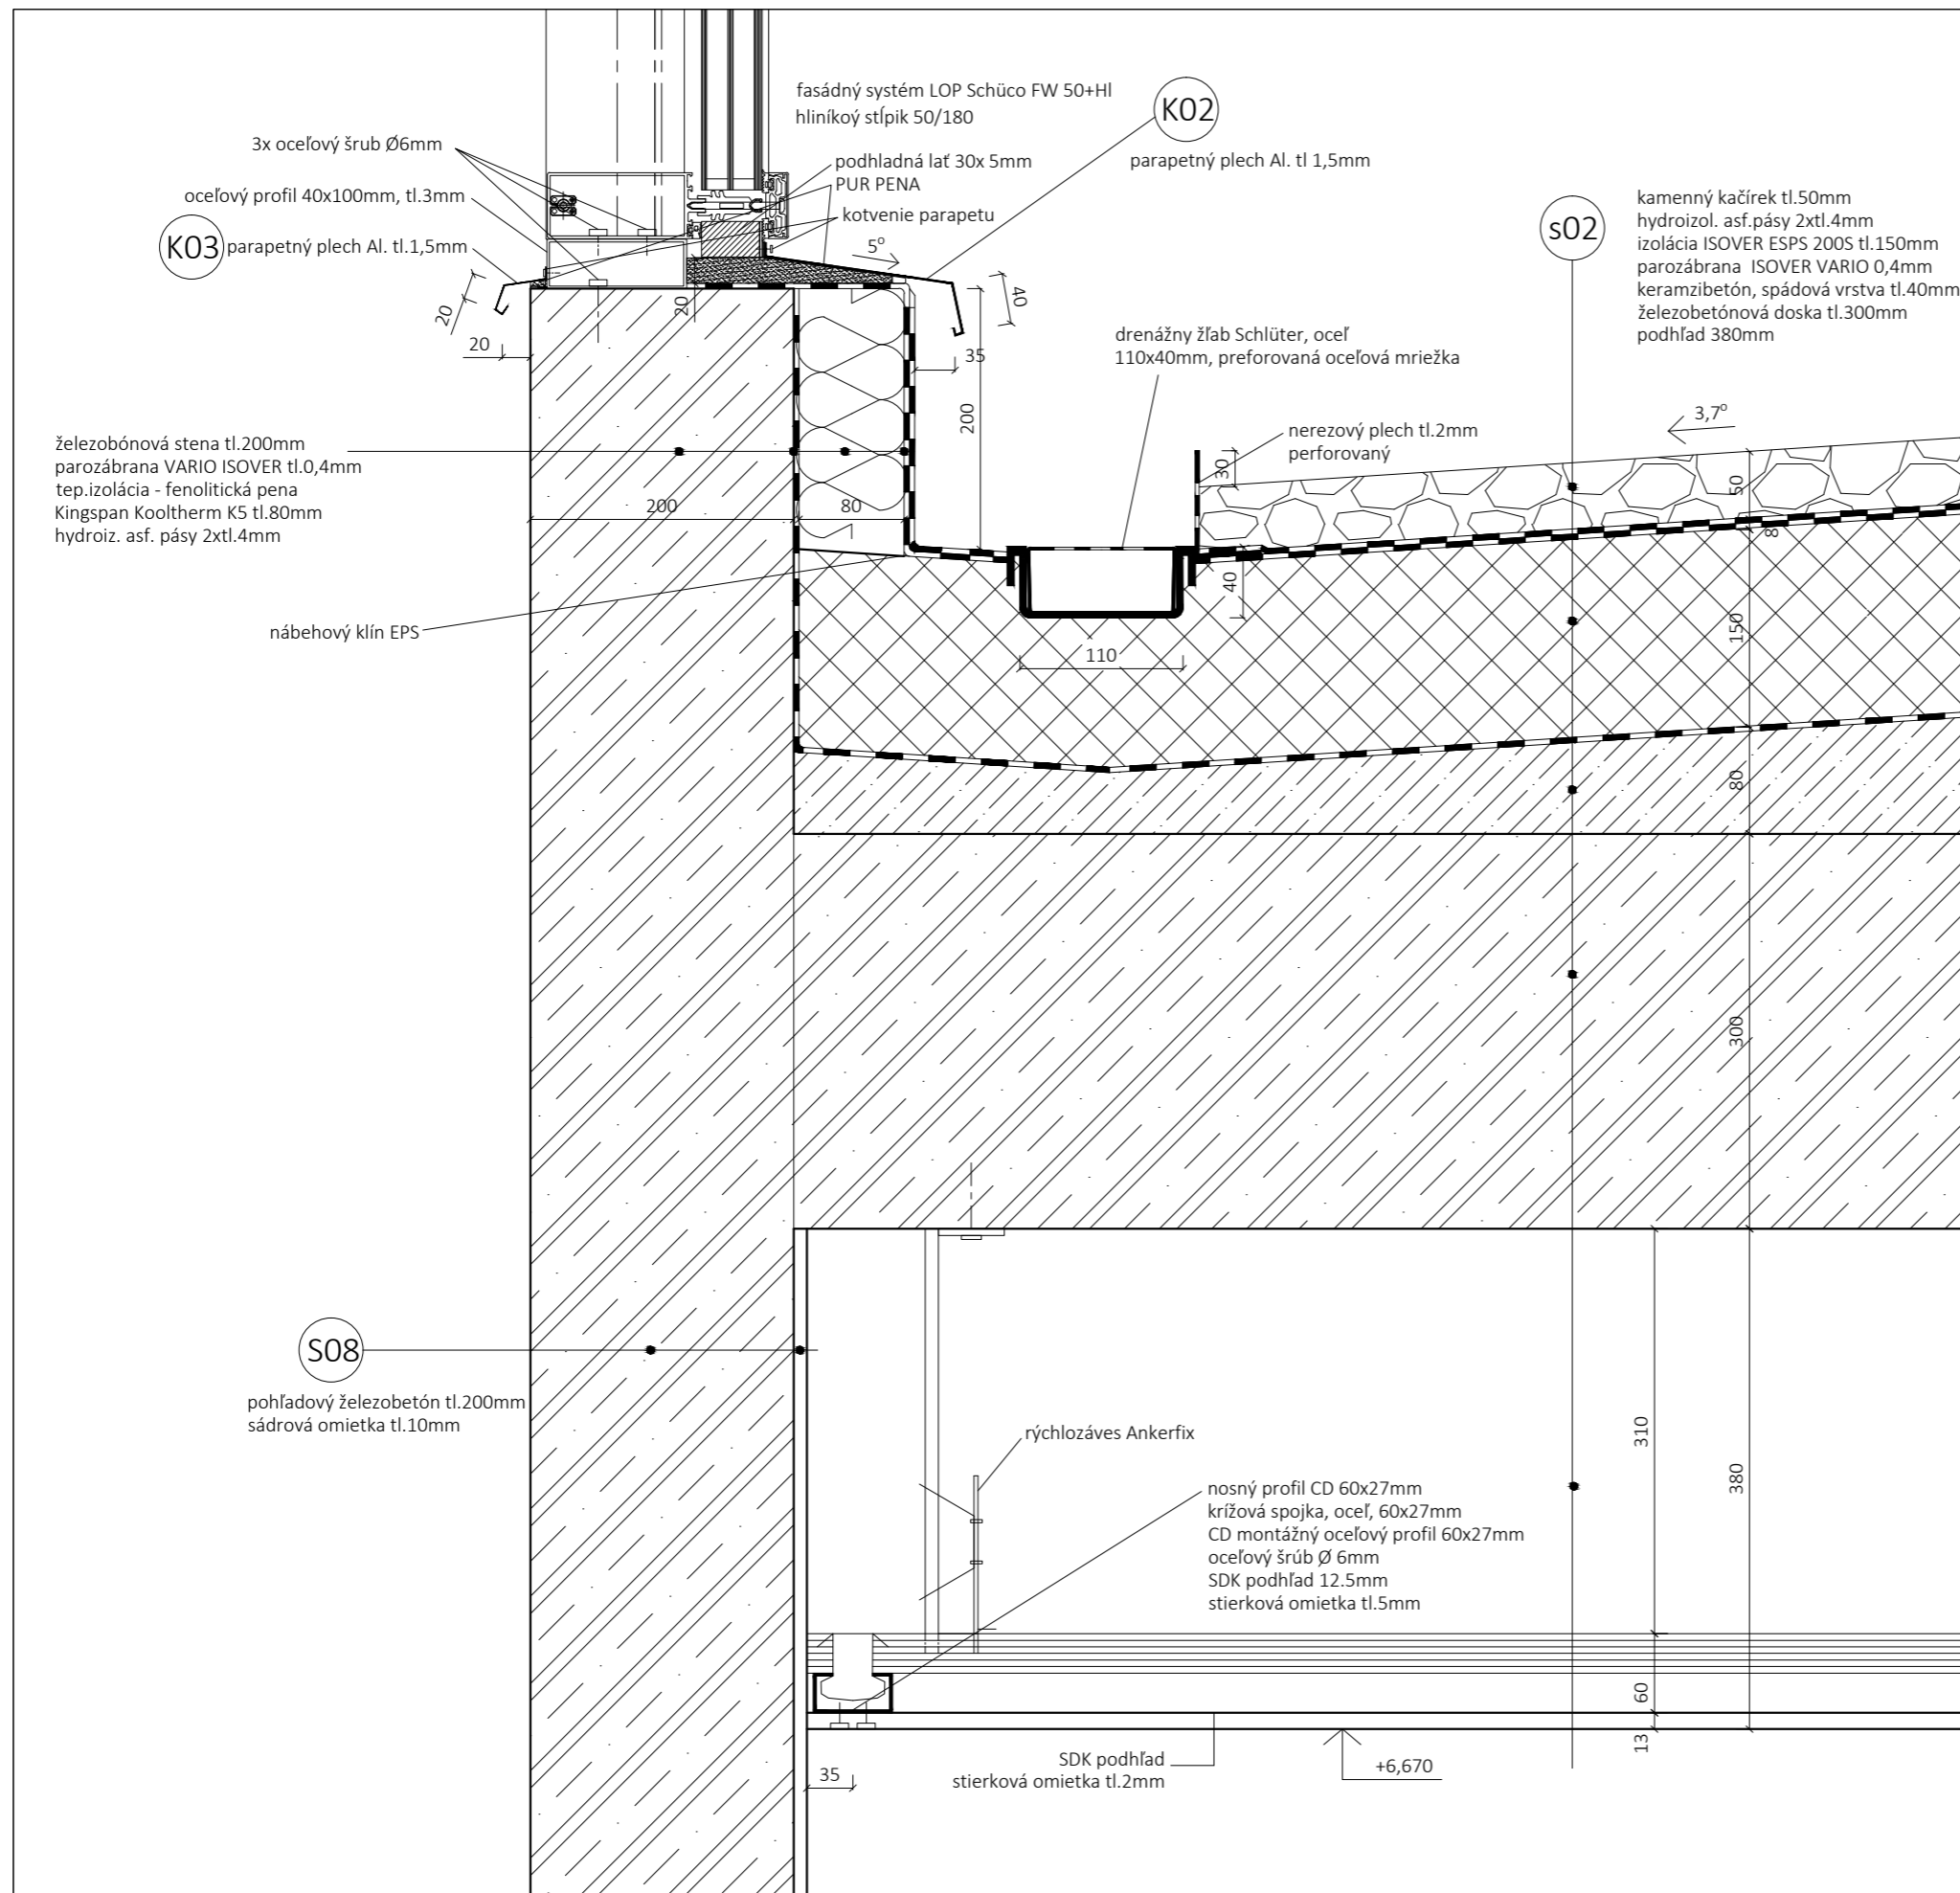 fasádný systém LOP Schüco FW 50+HI
hliníkoý stĺpik 50/180
K02
parapetný plech Al. tl 1,5mm
3x oceľový šrub Ø6mm
oceľový profil 40x100mm, tl.3mm
K03
parapetný plech Al. tl.1,5mm
podhladná lať 30x 5mm
PUR PENA
kotvenie parapetu
5°
20
20
20
40
35
200
s02
kamenný kačírek tl.50mm
hydroizol. asf.pásy 2xtl.4mm
izolácia ISOVER ESPS 200S tl.150mm
parozábrana ISOVER VARIO 0,4mm
keramzibetón, spádová vrstva tl.40mm
železobetónová doska tl.300mm
podhľad 380mm
drenážny žľab Schlüter, oceľ
110x40mm, preforovaná oceľová mriežka
3,7°
nerezový plech tl.2mm
perforovaný
30
50
8
železobónová stena tl.200mm
parozábrana VARIO ISOVER tl.0,4mm
tep.izolácia - fenolitická pena
Kingspan Kooltherm K5 tl.80mm
hydroiz. asf. pásy 2xtl.4mm
200
80
40
nábehový klín EPS
110
150
80
300
S08
pohľadový železobetón tl.200mm
sádrová omietka tl.10mm
rýchlozáves Ankerfix
nosný profil CD 60x27mm
krížová spojka, oceľ, 60x27mm
CD montážný oceľový profil 60x27mm
oceľový šrúb Ø 6mm
SDK podhľad 12.5mm
stierková omietka tl.5mm
310
380
60
13
SDK podhľad
stierková omietka tl.2mm
+6,670
35